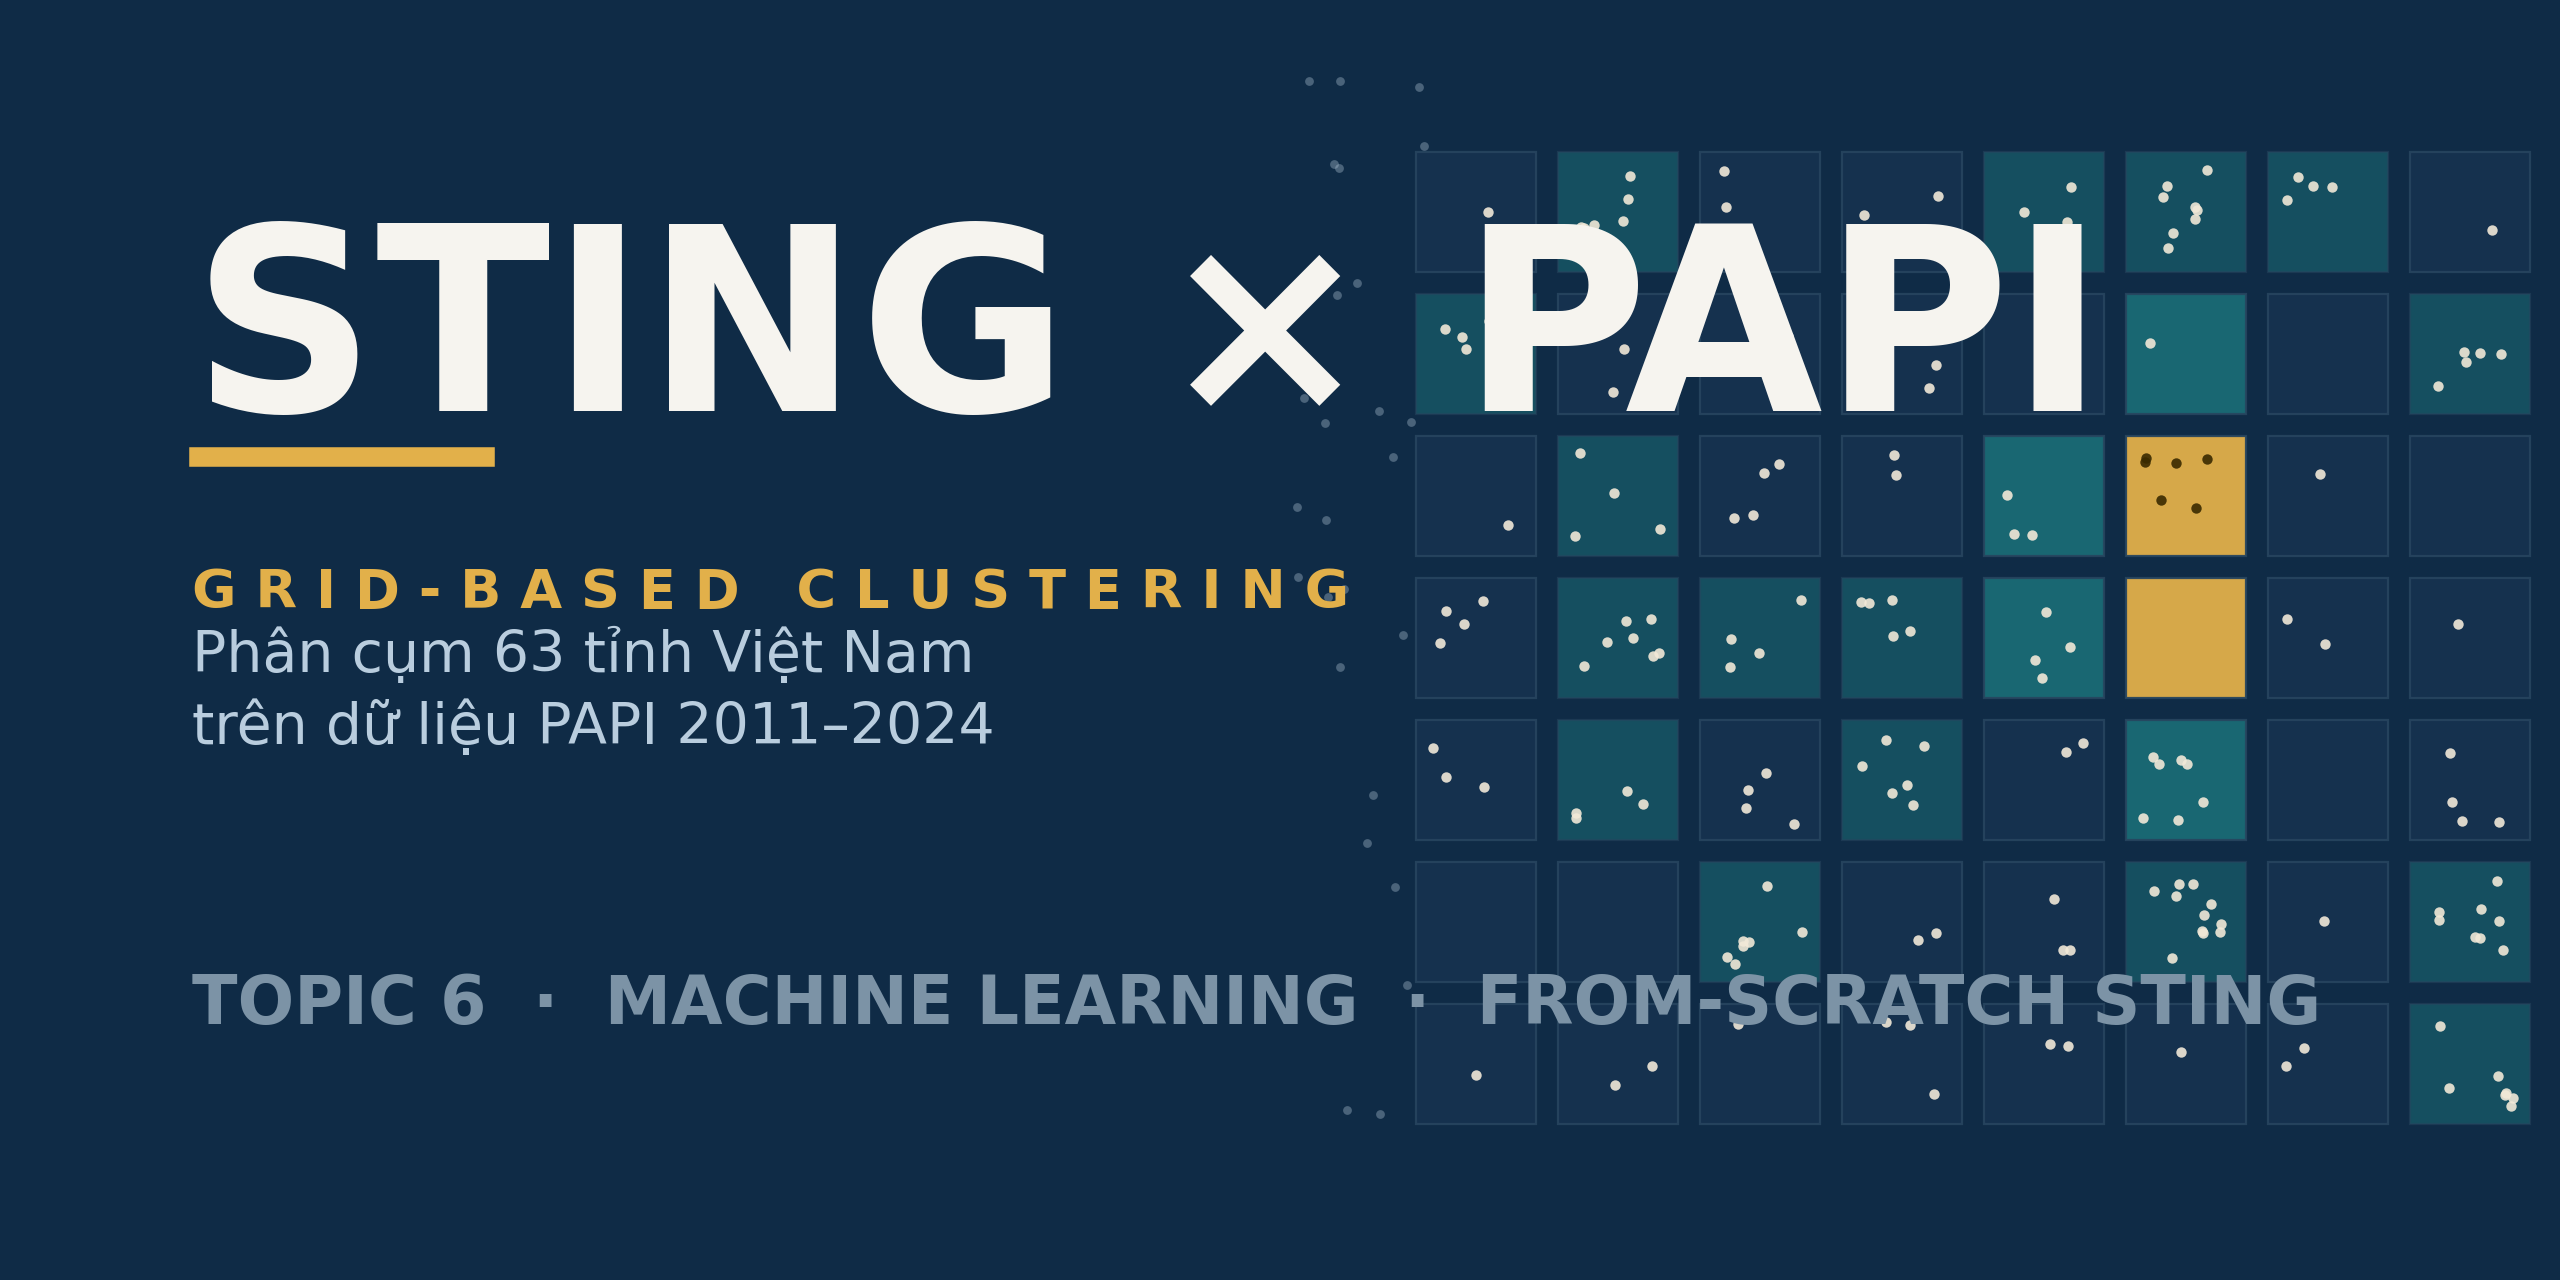 STING × PAPI
GRID-BASED CLUSTERING
Phân cụm 63 tỉnh Việt Nam
trên dữ liệu PAPI 2011–2024
TOPIC 6 · MACHINE LEARNING · FROM-SCRATCH STING